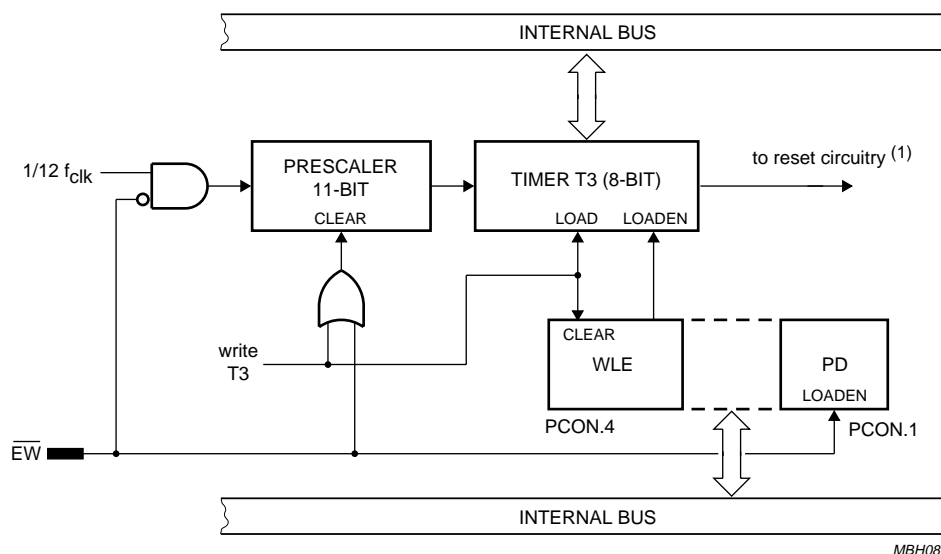 INTERNAL BUS
1/12 fclk
PRESCALER
11-BIT
CLEAR
TIMER T3 (8-BIT)
LOAD LOADEN
to reset circuitry (1)
write
T3
CLEAR
WLE
PCON.4
PD
LOADEN
PCON.1
EW
INTERNAL BUS